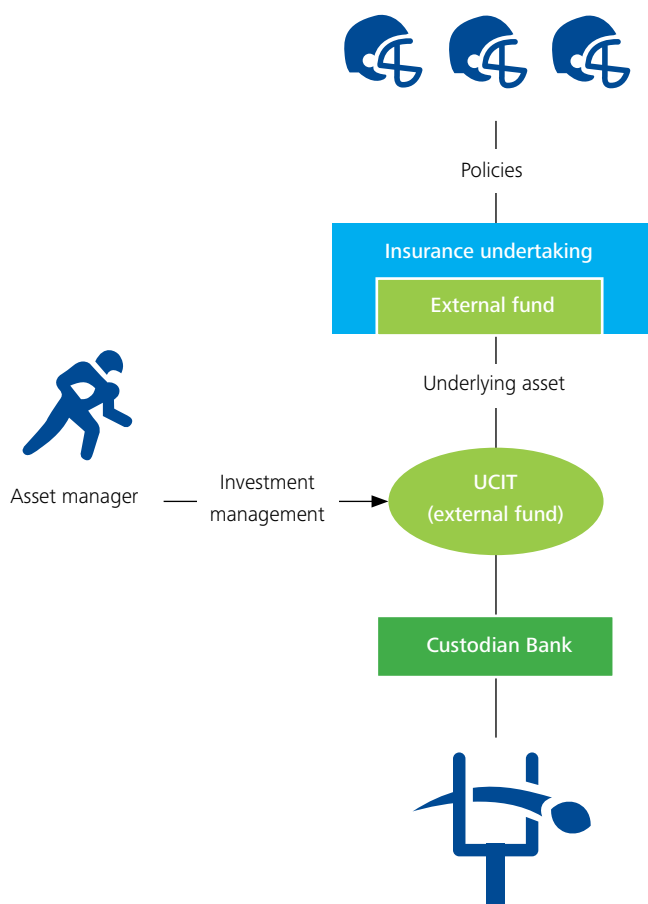 Policies
Insurance undertaking
External fund
Underlying asset
Asset manager
Investment
management
UCIT
(external fund)
Custodian Bank